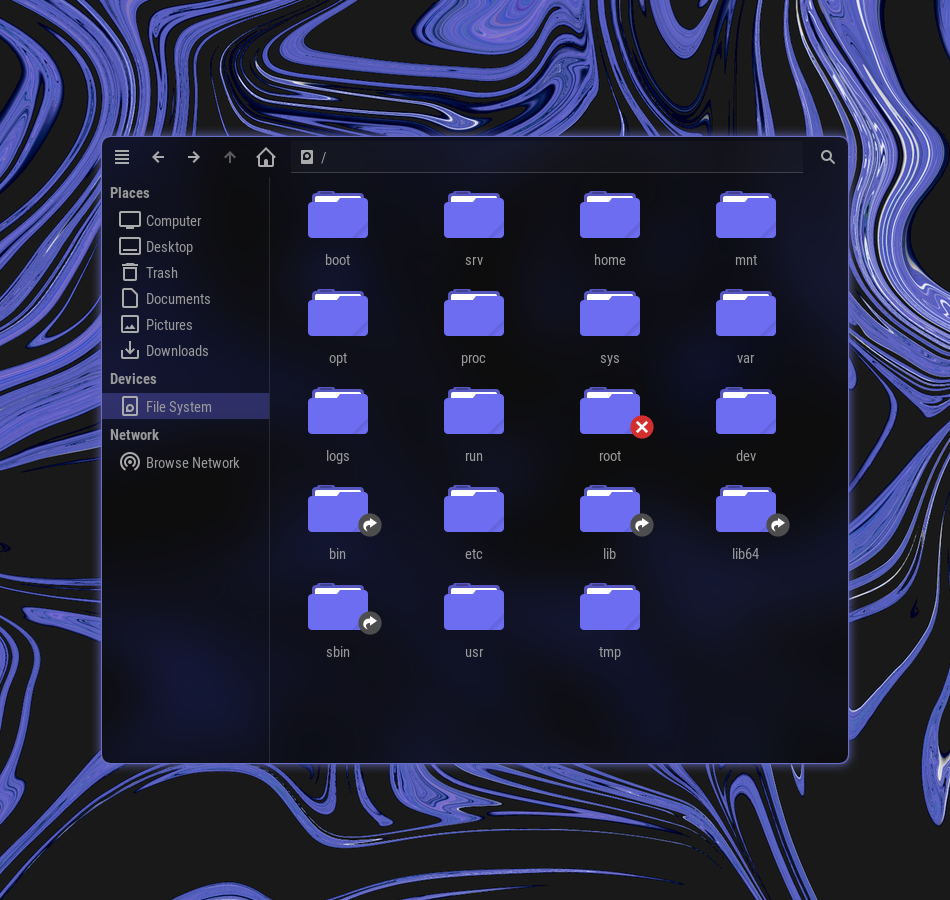 /
Places
Computer
Desktop
Trash
Documents
Pictures
Downloads
Devices
File System
Network
Browse Network
boot srv home mnt
opt proc sys var
logs run root dev
bin etc lib lib64
sbin usr tmp